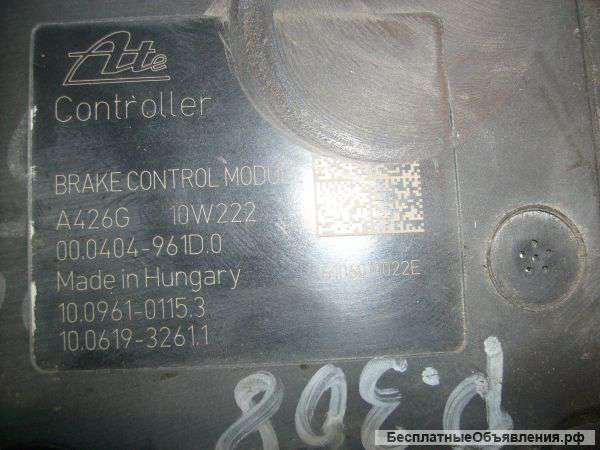 Ate
Controller
BRAKE CONTROL MODU
A426G 10W222
00.0404-961D.0
Made in Hungary
10.0961-0115.3
10.0619-3261.1
P.308
БесплатныеОбъявления.рф